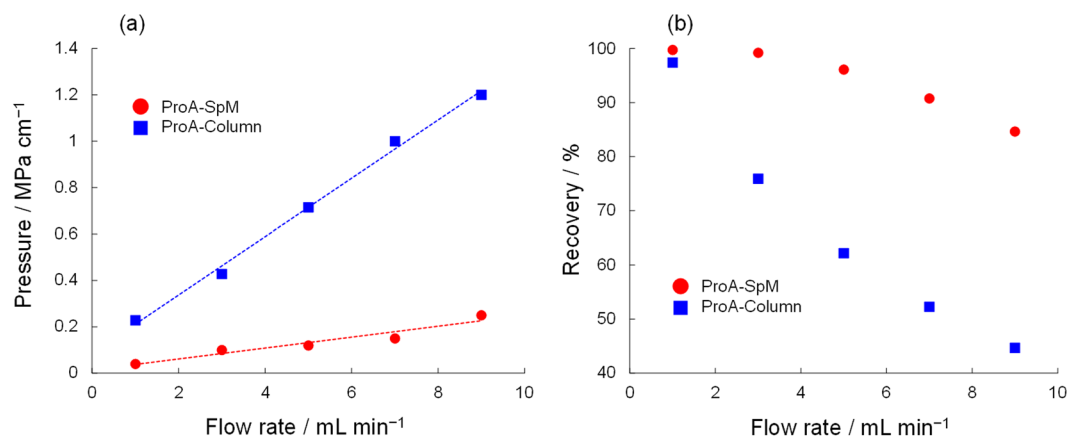 (a)
1.4
1.2
1
0.8
0.6
0.4
0.2
0
Pressure / MPa cm⁻¹
ProA-SpM
ProA-Column
0 2 4 6 8 10
Flow rate / mL min⁻¹
(b)
100
90
80
70
60
50
40
Recovery / %
ProA-SpM
ProA-Column
0 2 4 6 8 10
Flow rate / mL min⁻¹